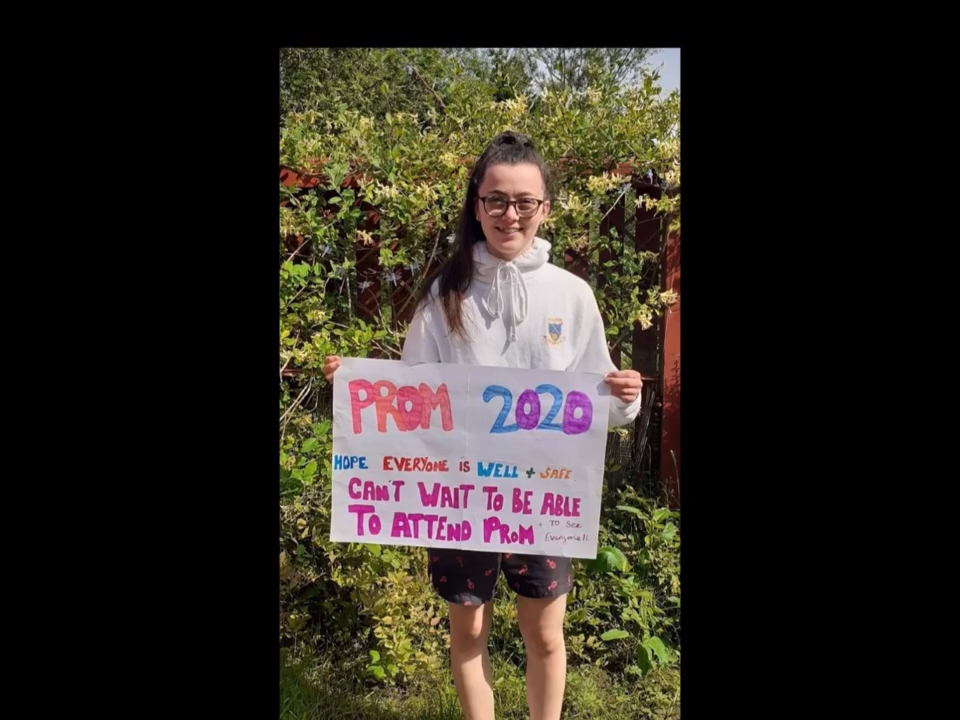 PROM 2020
HOPE EVERYONE IS WELL + SAFE
CAN'T WAIT TO BE ABLE
TO ATTEND PROM + TO SEE
Everyone!!